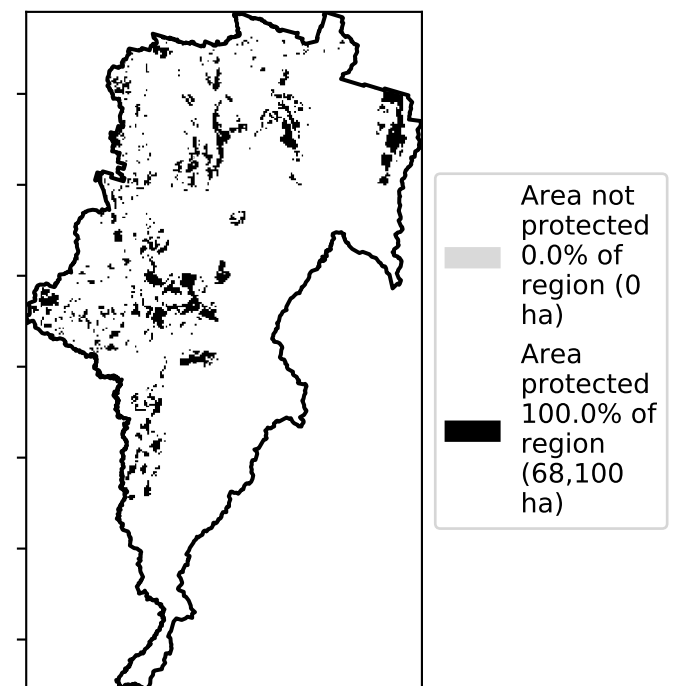 Area not
protected
0.0% of
region (0
ha)
Area
protected
100.0% of
region
(68,100
ha)